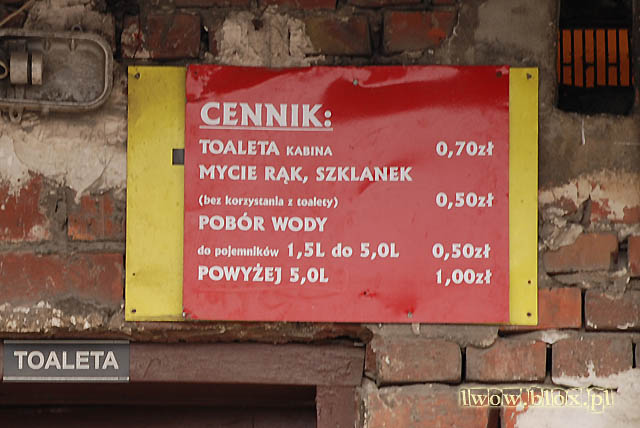 CENNIK:
TOALETA KABINA 0,70zł
MYCIE RĄK, SZKLANEK
(bez korzystania z toalety) 0,50zł
POBÓR WODY
do pojemników 1,5L do 5,0L 0,50zł
POWYŻEJ 5,0L 1,00zł
TOALETA
lwow.blox.pl